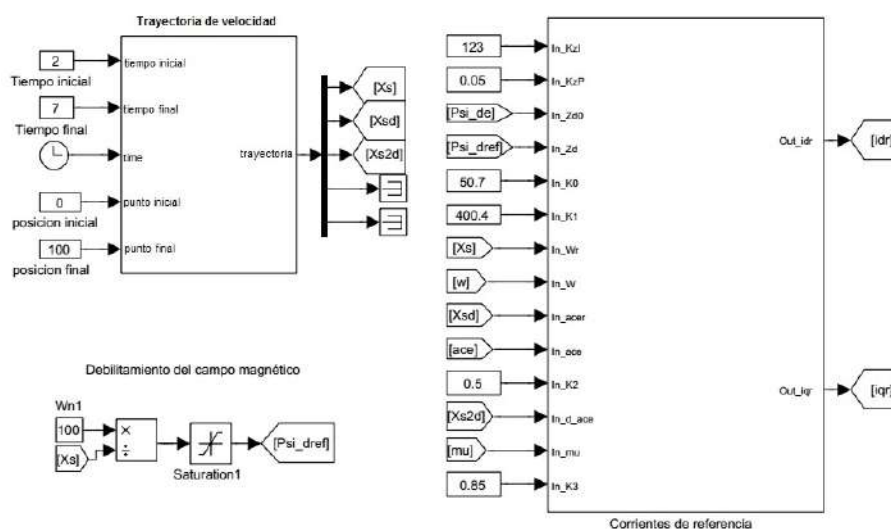 Trayectoria de velocidad
2
Tiempo inicial
tiempo inicial
7
Tiempo final
tiempo final
time
0
posicion inicial
punto inicial
100
posicion final
punto final
trayectoria
[Xs]
[Xsd]
[Xs2d]
Debilitamiento del campo magnético
Wn1
100
[Xs]
×
÷
Saturation1
[Psi_dref]
123
In_KzI
0.05
In_KzP
[Psi_de]
In_Zd0
[Psi_dref]
In_Zd
50.7
In_K0
400.4
In_K1
[Xs]
In_Wr
[w]
In_W
[Xsd]
In_acer
[ace]
In_ace
0.5
In_K2
[Xs2d]
In_d_ace
[mu]
In_mu
0.85
In_K3
Out_idr
[idr]
Out_iqr
[iqr]
Corrientes de referencia